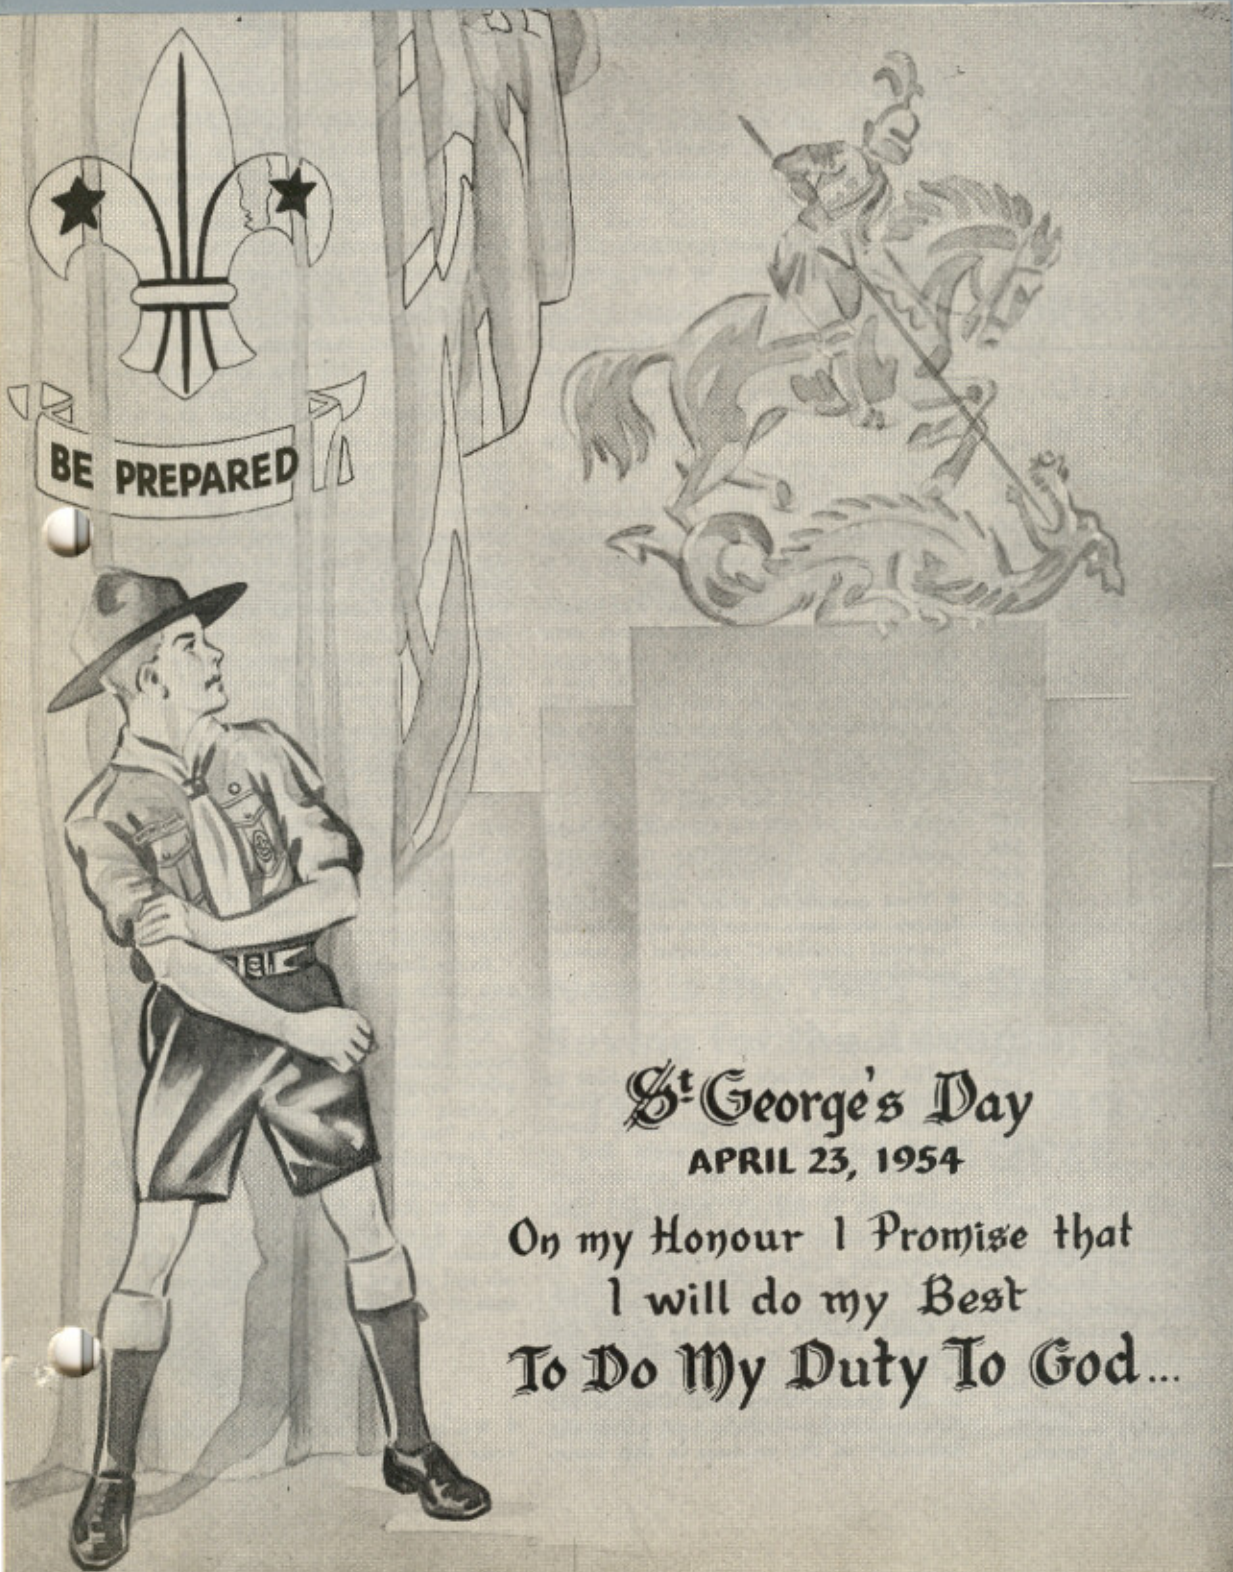 BE PREPARED
St George's Day
APRIL 23, 1954
On my Honour I Promise that
I will do my Best
To Do My Duty To God...